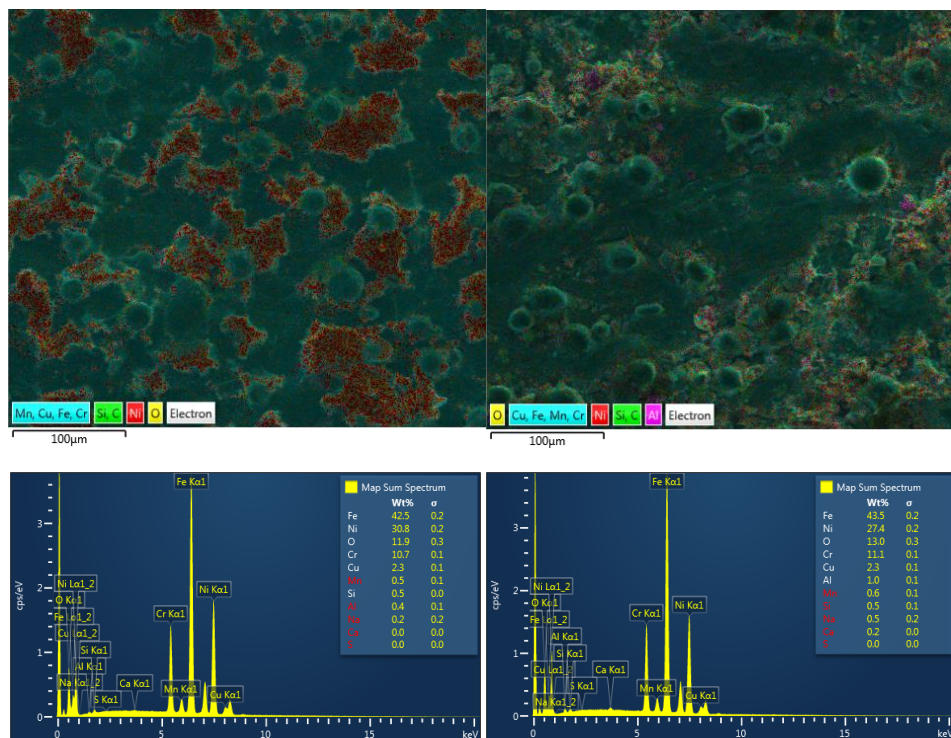 Mn, Cu, Fe, Cr Si, C Ni O Electron
100μm
O Cu, Fe, Mn, Cr Ni Si, C Al Electron
100μm
Fe Kα1
Map Sum Spectrum
Wt% σ
Fe 42.5 0.2
Ni 30.8 0.2
O 11.9 0.3
Cr 10.7 0.1
Cu 2.3 0.1
Mn 0.5 0.1
Si 0.5 0.0
0.4 0.1
0.2 0.2
0.0 0.0
0.0 0.0
cps/eV
3
2
1
0
Ni Lα1_2
O Kα1
Cu Lα1_2
Si Kα1
Al Kα1
Na Kα1_2
S Kα1
Ca Kα1
Cr Kα1
Mn Kα1
Ni Kα1
Cu Kα1
0 5 10 15 keV
Fe Kα1
Map Sum Spectrum
Wt% σ
Fe 43.5 0.2
Ni 27.4 0.2
O 13.0 0.3
Cr 11.1 0.1
Cu 2.3 0.1
Al 1.0 0.1
Mn 0.6 0.1
0.5 0.1
0.5 0.2
0.2 0.0
0.0 0.0
cps/eV
3
2
1
0
Ni Lα1_2
O Kα1
Al Kα1
Si Kα1
Na Kα1_2
S Kα1
Ca Kα1
Cr Kα1
Mn Kα1
Ni Kα1
Cu Kα1
0 5 10 15 keV